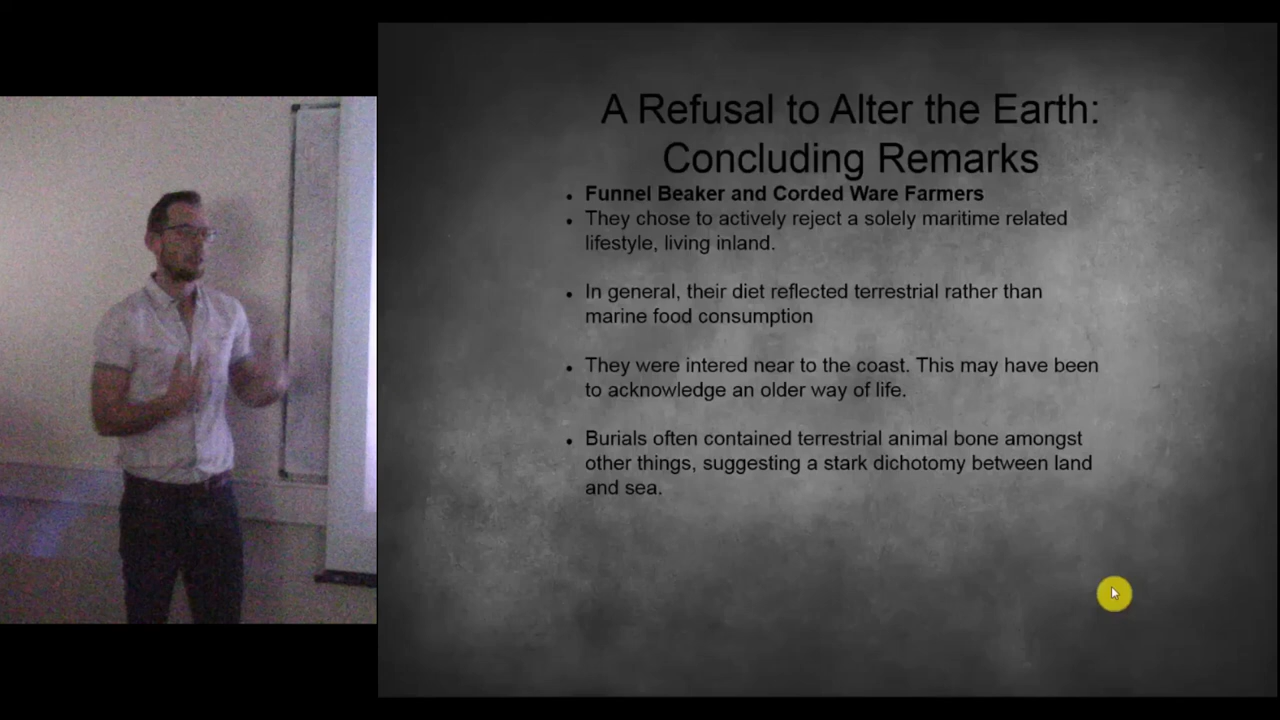 A Refusal to Alter the Earth:
Concluding Remarks
• Funnel Beaker and Corded Ware Farmers
• They chose to actively reject a solely maritime related
lifestyle, living inland.
• In general, their diet reflected terrestrial rather than
marine food consumption
• They were intered near to the coast. This may have been
to acknowledge an older way of life.
• Burials often contained terrestrial animal bone amongst
other things, suggesting a stark dichotomy between land
and sea.